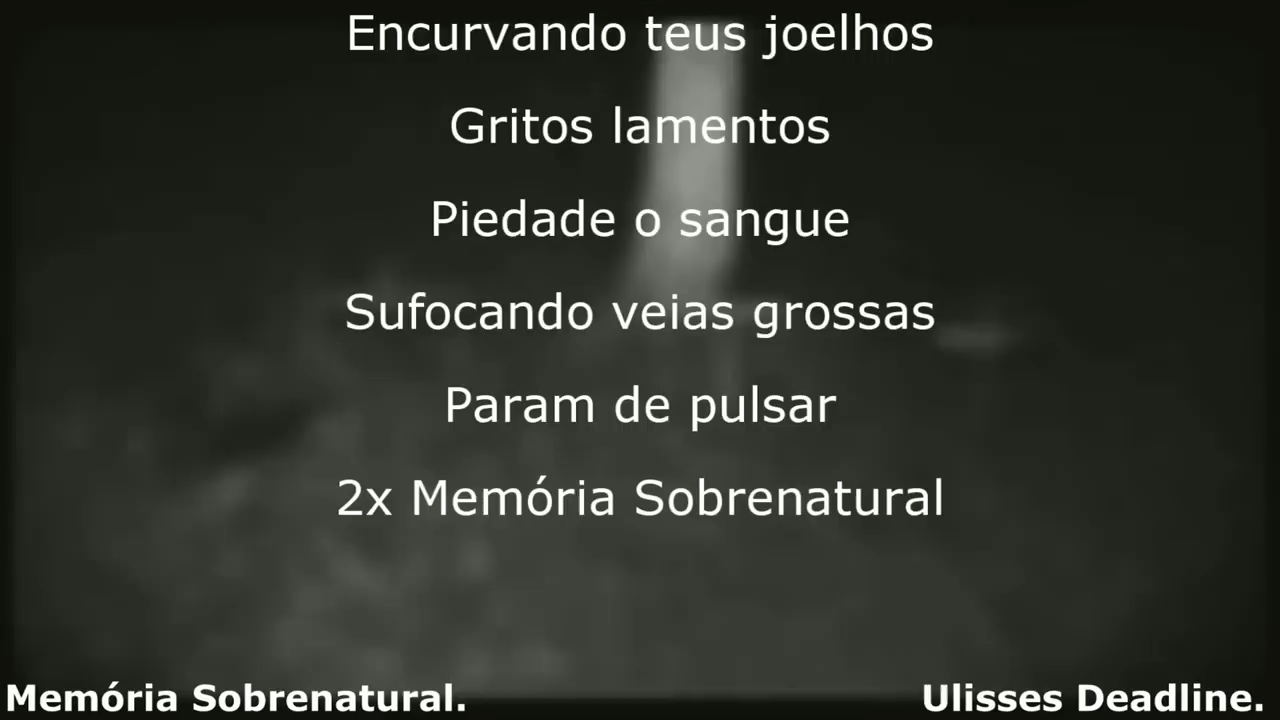 Encurvando teus joelhos
Gritos lamentos
Piedade o sangue
Sufocando veias grossas
Param de pulsar
2x Memória Sobrenatural
Memória Sobrenatural.
Ulisses Deadline.